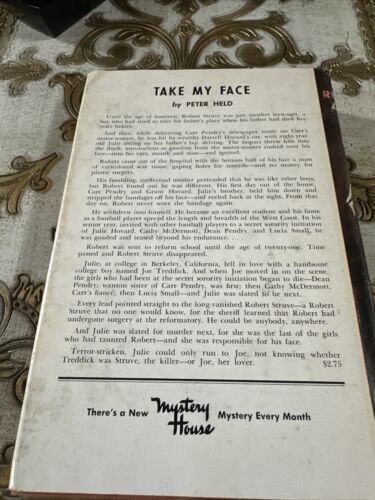 TAKE MY FACE
by PETER HELD
Until the age of fourteen, Robert Struve was just another teen-ager, a
boy who had tried to take his father's place when his father had died five
years before.
And then, while delivering Carr Pendry's newspaper route on Carr's
motor-scooter, he was hit by wealthy Darrell Hovard's car, with eight-year-
old Julie sitting on her father's lap, driving. The impact threw him into
the ditch, unconscious as gasoline from the motor-scooter rushed over his
face—into his eyes, mouth and nose—and ignited.
Robert came out of the hospital with the bottom half of his face a man
of varicolored scar tissue, gaping holes for nostrils—and no money for
plastic surgery.
His fumbling, ineffectual mother pretended that he was like other boys,
but Robert found out he was different. His first day out of the house,
Carr Pendry and Grant Hovard, Julie's brother, held him down and
stripped the bandages off his face—and reeled back at the sight. From that
day on, Robert never wore the bandage again.
He withdrew into himself. He became an excellent student and his fame
as a football player spread the length and breadth of the West Coast. In his
senior year, invited with other football players to a secret sorority initiation
of Julie Hovard, Cathy McDermott, Dean Pendry, and Lucia Small, he
was goaded and teased beyond his endurance. . . .
Robert was sent to reform school until the age of twenty-one. Time
passed and Robert Struve disappeared.
Julie, at college in Berkeley, California, fell in love with a handsome
college boy named Joe Treddick. And when Joe moved in on the scene,
the girls who had been at the secret sorority initiation began to die—Dean
Pendry, wanton sister of Carr Pendry, was first; then Cathy McDermott,
Carr's fiancé; then Lucia Small—and Julie was slated to be next.
Every lead pointed straight to the long-vanished Robert Struve—a Robert
Struve that no one would know, for the sheriff learned that Robert had
undergone surgery at the reformatory. He could be anybody, anywhere.
And Julie was slated for murder next, for she was the last of the girls
who had taunted Robert—and she was responsible for his face.
Terror-stricken, Julie could only run to Joe, not knowing whether
Treddick was Struve, the killer—or Joe, her lover. $2.75
There's a New Mystery House Mystery Every Month